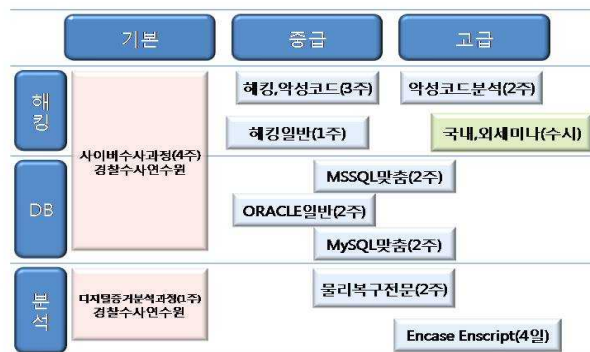 기본
중급
고급
해킹
해킹,악성코드(3주)
악성코드분석(2주)
해킹일반(1주)
국내,외세미나(수시)
사이버수사과정(4주)
경찰수사연수원
DB
MSSQL맞춤(2주)
ORACLE일반(2주)
MySQL맞춤(2주)
분석
디지털증거분석과정(1주)
경찰수사연수원
물리복구전문(2주)
Encase Enscript(4일)